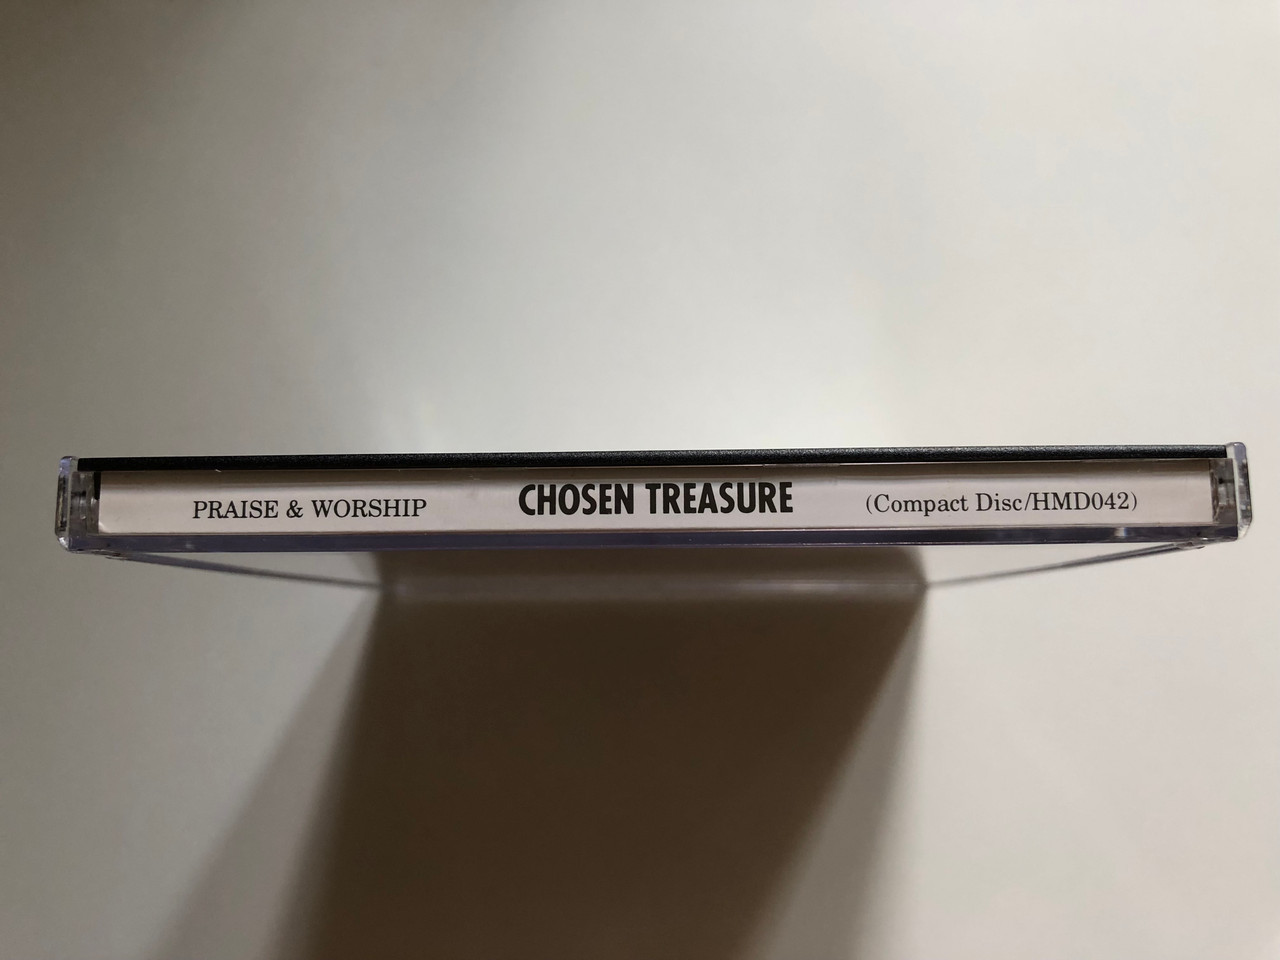 PRAISE & WORSHIP CHOSEN TREASURE (Compact Disc/HMD042)